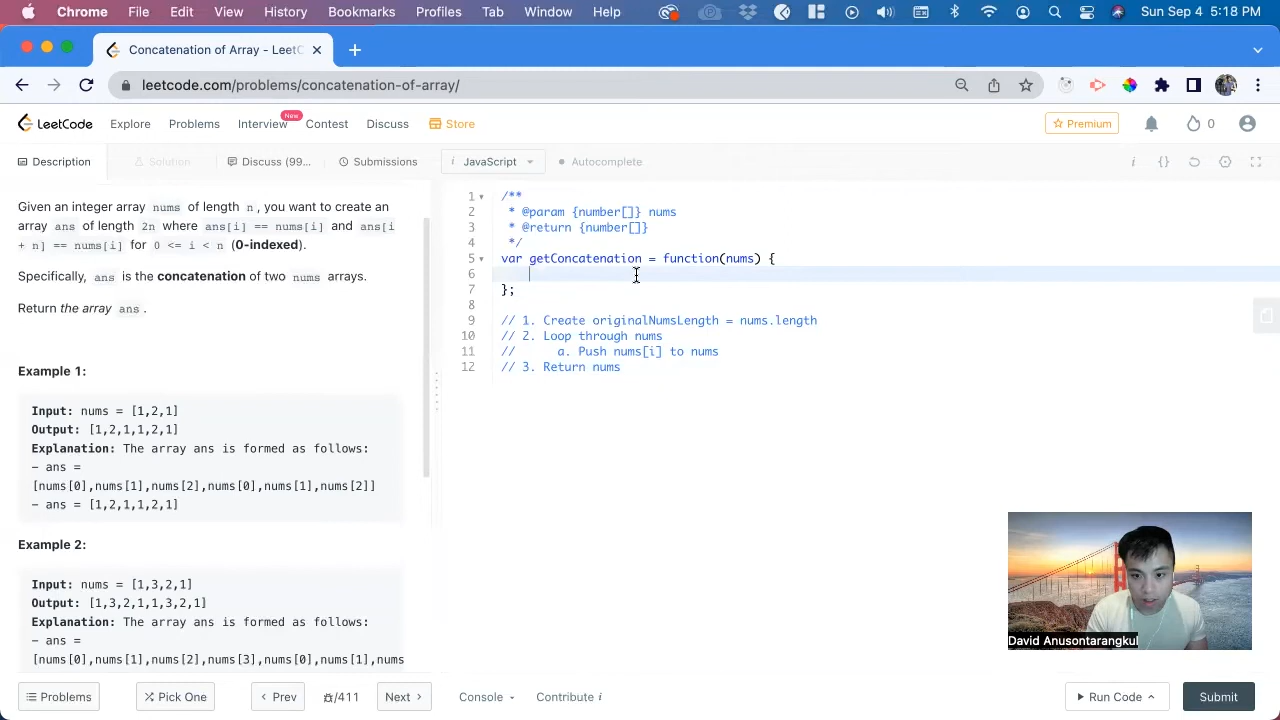 Chrome File Edit View History Bookmarks Profiles Tab Window Help Sun Sep 4 5:18 PM
Concatenation of Array - LeetC
leetcode.com/problems/concatenation-of-array/
LeetCode Explore Problems Interview New Contest Discuss Store Premium 0
Description Solution Discuss (99... Submissions i JavaScript Autocomplete i {}
Given an integer array nums of length n, you want to create an
array ans of length 2n where ans[i] == nums[i] and ans[i
+ n] == nums[i] for 0 <= i < n (0-indexed).
Specifically, ans is the concatenation of two nums arrays.
Return the array ans.
Example 1:
Input: nums = [1,2,1]
Output: [1,2,1,1,2,1]
Explanation: The array ans is formed as follows:
- ans =
[nums[0],nums[1],nums[2],nums[0],nums[1],nums[2]]
- ans = [1,2,1,1,2,1]
Example 2:
Input: nums = [1,3,2,1]
Output: [1,3,2,1,1,3,2,1]
Explanation: The array ans is formed as follows:
- ans =
[nums[0],nums[1],nums[2],nums[3],nums[0],nums[1],nums
1 /**
2 * @param {number[]} nums
3 * @return {number[]}
4 */
5 var getConcatenation = function(nums) {
6
7 };
8
9 // 1. Create originalNumsLength = nums.length
10 // 2. Loop through nums
11 // a. Push nums[i] to nums
12 // 3. Return nums
David Anusontarangkul
Problems Pick One < Prev /411 Next > Console Contribute i Run Code Submit